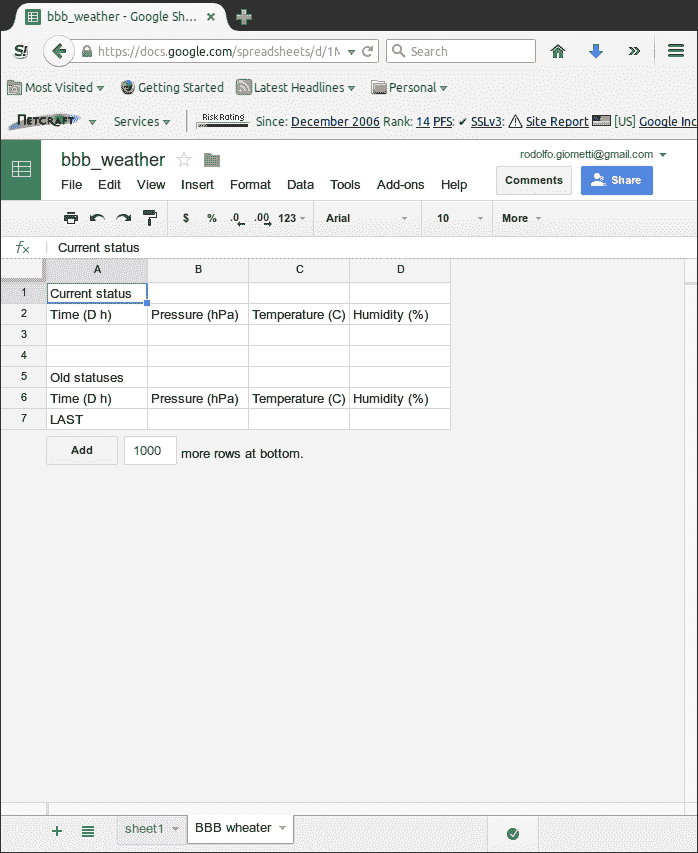 bbb_weather - Google Sh... ×
S! https://docs.google.com/spreadsheets/d/1M Search
Most Visited Getting Started Latest Headlines Personal
NETCRAFT Services Risk Rating Since: December 2006 Rank: 14 PFS: ✔ SSLv3: Site Report [US] Google Inc
bbb_weather
rodolfo.giometti@gmail.com
File Edit View Insert Format Data Tools Add-ons Help
Comments Share
$ % .0 .00 123 Arial 10 More
fx Current status
A B C D
1 Current status
2 Time (D h) Pressure (hPa) Temperature (C) Humidity (%)
3
4
5 Old statuses
6 Time (D h) Pressure (hPa) Temperature (C) Humidity (%)
7 LAST
Add 1000 more rows at bottom.
+ sheet1 BBB wheater